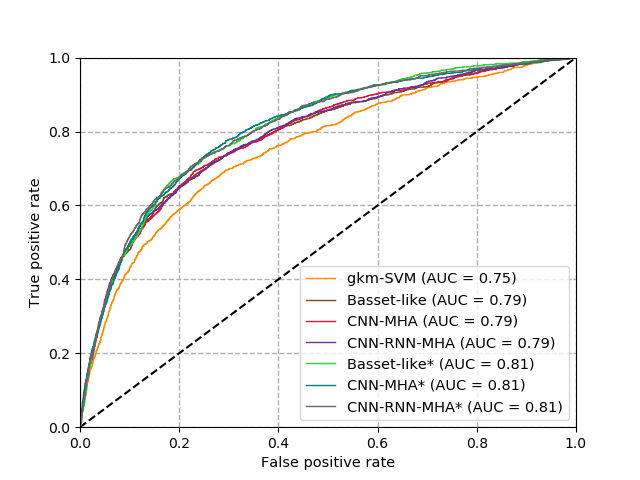 1.0
0.8
0.6
0.4
0.2
0.0
True positive rate
gkm-SVM (AUC = 0.75)
Basset-like (AUC = 0.79)
CNN-MHA (AUC = 0.79)
CNN-RNN-MHA (AUC = 0.79)
Basset-like* (AUC = 0.81)
CNN-MHA* (AUC = 0.81)
CNN-RNN-MHA* (AUC = 0.81)
0.0 0.2 0.4 0.6 0.8 1.0
False positive rate